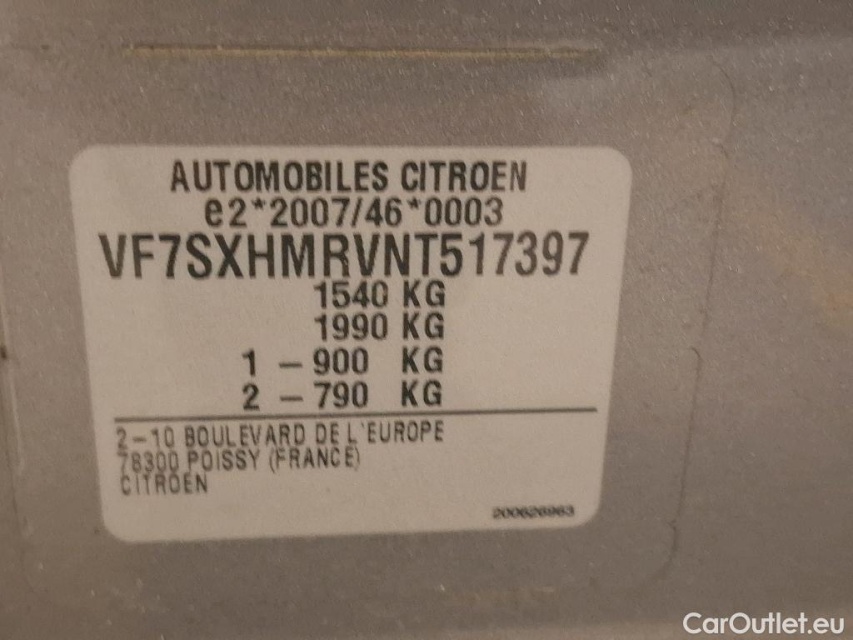 AUTOMOBILES CITROEN
e2*2007/46*0003
VF7SXHMRVNT517397
1540 KG
1990 KG
1 - 900 KG
2 - 790 KG
2-10 BOULEVARD DE L'EUROPE
78300 POISSY (FRANCE)
CITROEN
200626963
CarOutlet.eu